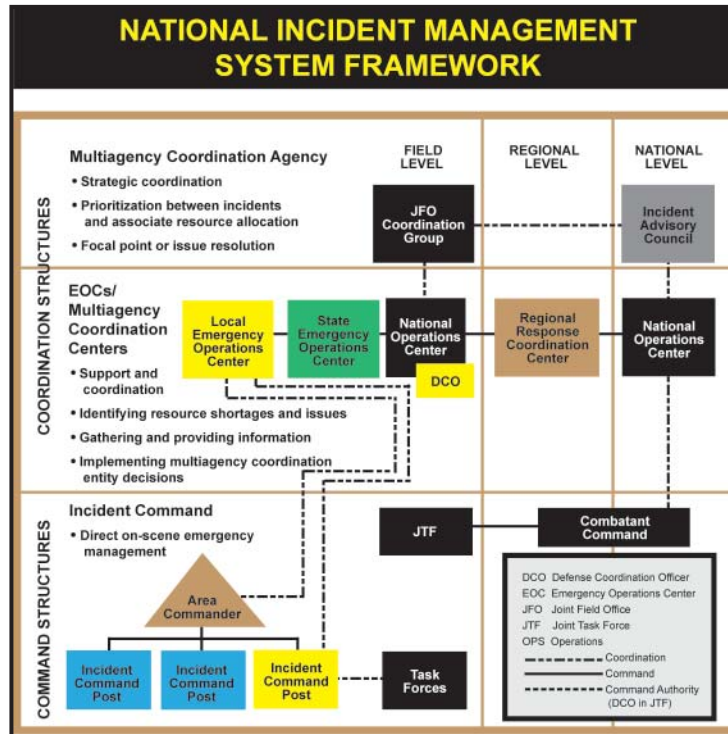 NATIONAL INCIDENT MANAGEMENT
SYSTEM FRAMEWORK
COORDINATION STRUCTURES
Multiagency Coordination Agency
• Strategic coordination
• Prioritization between incidents
and associate resource allocation
• Focal point or issue resolution
FIELD
LEVEL
REGIONAL
LEVEL
NATIONAL
LEVEL
JFO
Coordination
Group
Incident
Advisory
Council
EOCs/
Multiagency
Coordination
Centers
• Support and
coordination
• Identifying resource shortages and issues
• Gathering and providing information
• Implementing multiagency coordination
entity decisions
Local
Emergency
Operations
Center
State
Emergency
Operations
Center
National
Operations
Center
DCO
Regional
Response
Coordination
Center
National
Operations
Center
COMMAND STRUCTURES
Incident Command
• Direct on-scene emergency
management
JTF
Combatant
Command
Area
Commander
Incident
Command
Post
Incident
Command
Post
Incident
Command
Post
Task
Forces
DCO Defense Coordination Officer
EOC Emergency Operations Center
JFO Joint Field Office
JTF Joint Task Force
OPS Operations
Coordination
Command
Command Authority
(DCO in JTF)